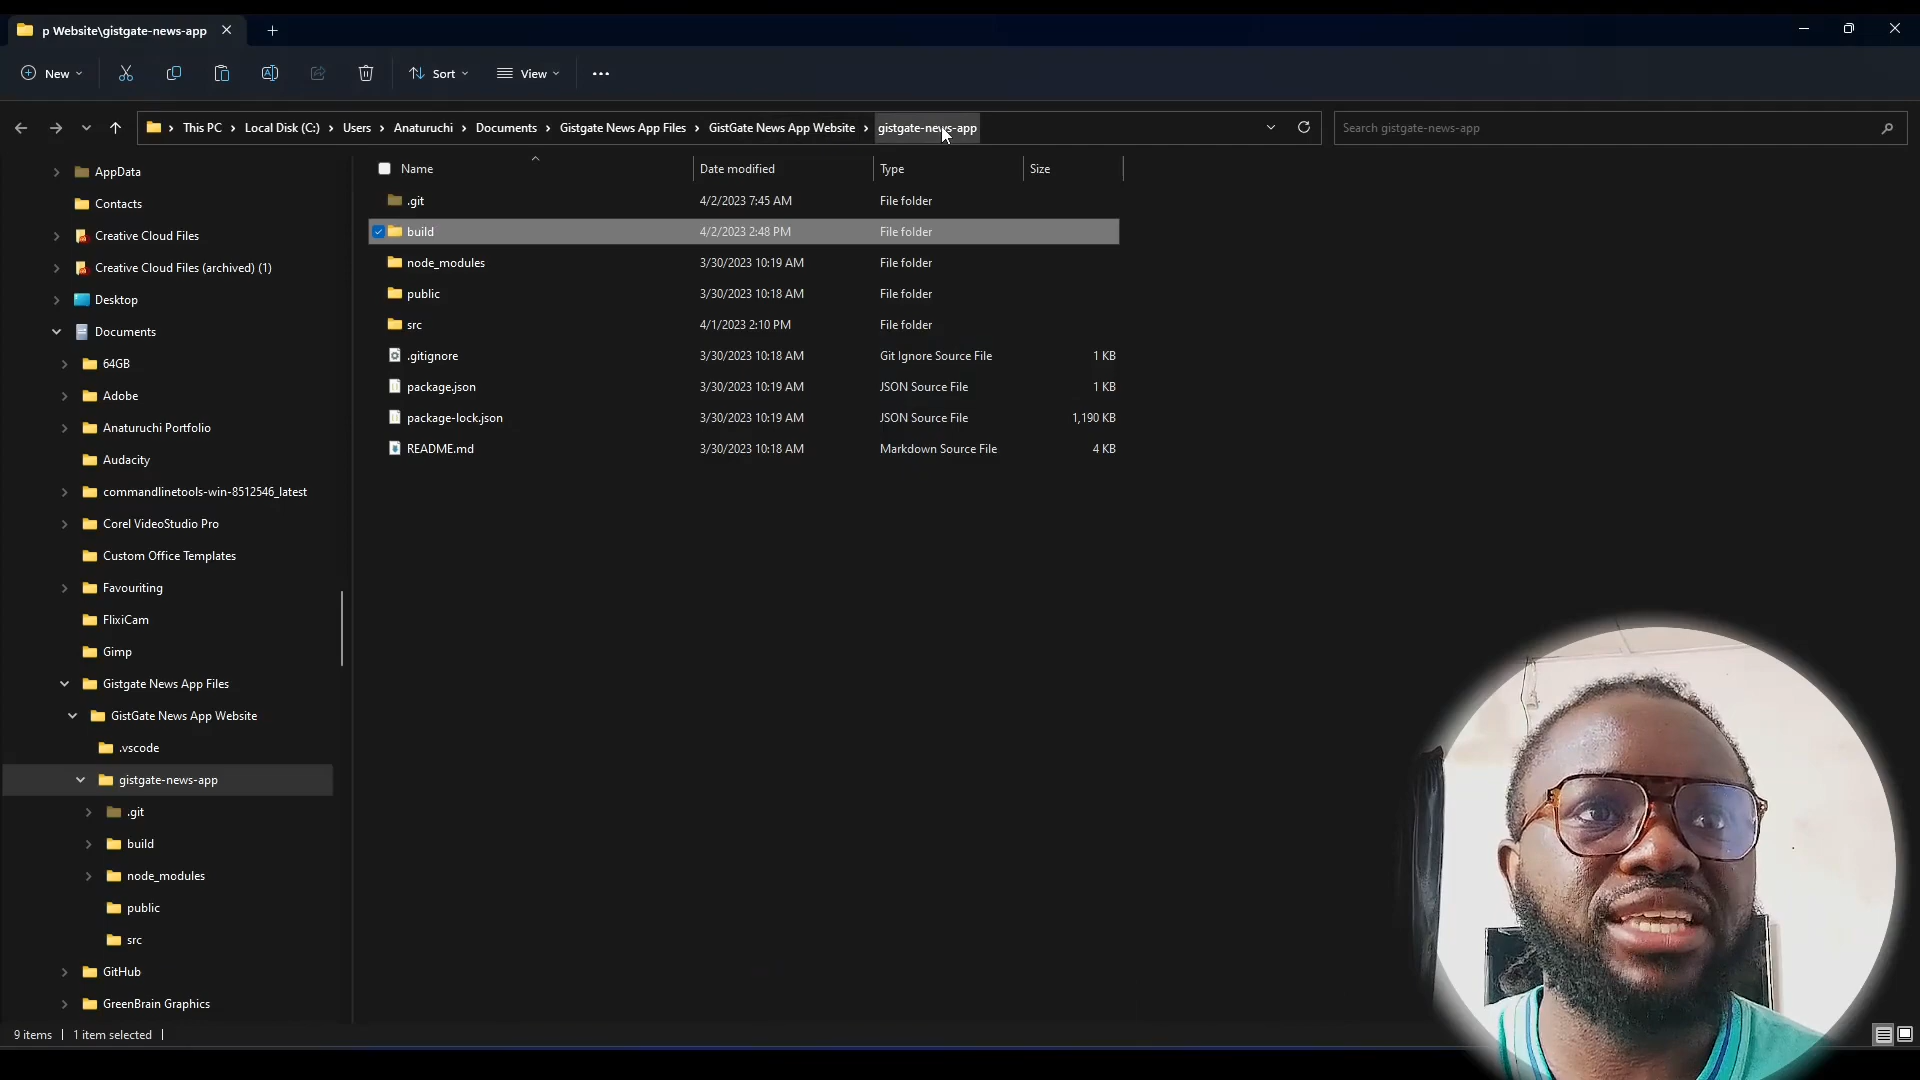 p Website\gistgate-news-app
New
Sort
View
This PC > Local Disk (C:) > Users > Anaturuchi > Documents > Gistgate News App Files > GistGate News App Website > gistgate-news-app
Search gistgate-news-app
Name Date modified Type Size
.git 4/2/2023 7:45 AM File folder
build 4/2/2023 2:48 PM File folder
node_modules 3/30/2023 10:19 AM File folder
public 3/30/2023 10:18 AM File folder
src 4/1/2023 2:10 PM File folder
.gitignore 3/30/2023 10:18 AM Git Ignore Source File 1 KB
package.json 3/30/2023 10:19 AM JSON Source File 1 KB
package-lock.json 3/30/2023 10:19 AM JSON Source File 1,190 KB
README.md 3/30/2023 10:18 AM Markdown Source File 4 KB
AppData
Contacts
Creative Cloud Files
Creative Cloud Files (archived) (1)
Desktop
Documents
64GB
Adobe
Anaturuchi Portfolio
Audacity
commandlinetools-win-8512546_latest
Corel VideoStudio Pro
Custom Office Templates
Favouriting
FlixiCam
Gimp
Gistgate News App Files
GistGate News App Website
.vscode
gistgate-news-app
.git
build
node_modules
public
src
GitHub
GreenBrain Graphics
9 items
1 item selected